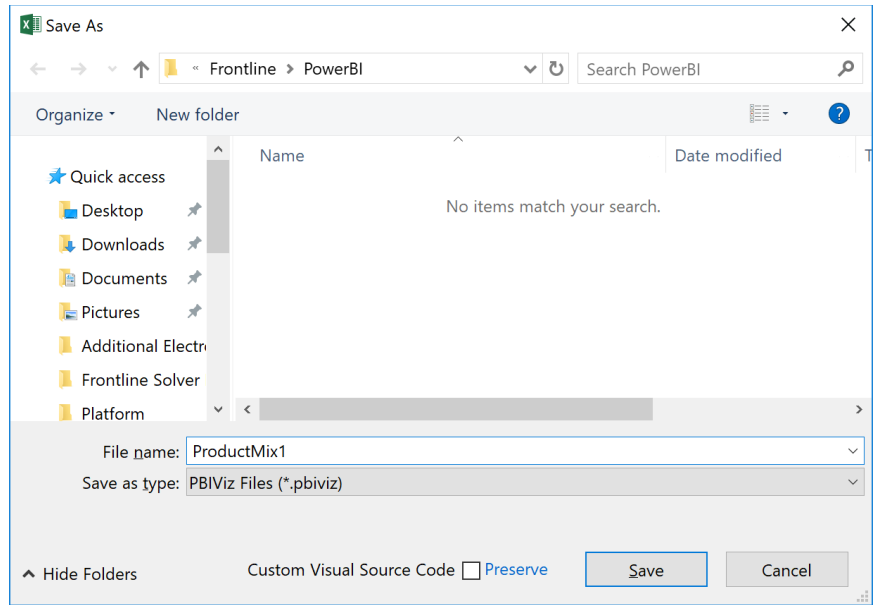 Save As
« Frontline > PowerBI
Search PowerBI
Organize
New folder
?
Name
Date modified
T
Quick access
No items match your search.
Desktop
Downloads
Documents
Pictures
Additional Electr
Frontline Solver
Platform
File name: ProductMix1
Save as type: PBIViz Files (*.pbiviz)
Hide Folders
Custom Visual Source Code Preserve
Save
Cancel